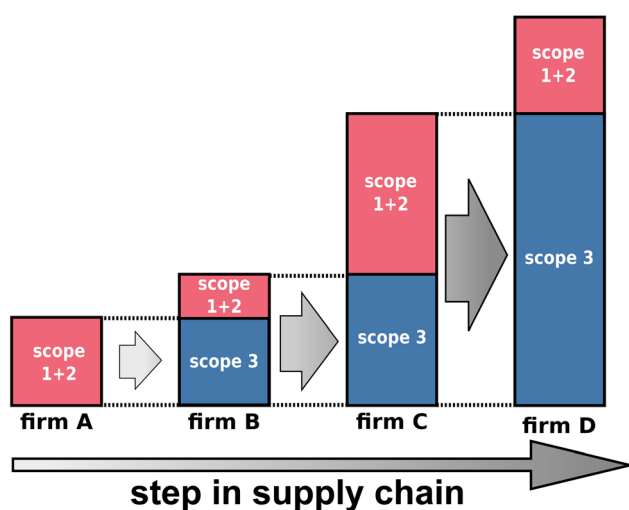 scope
1+2
scope
1+2
scope 3
scope
1+2
scope 3
scope
1+2
scope 3
firm A
firm B
firm C
firm D
step in supply chain